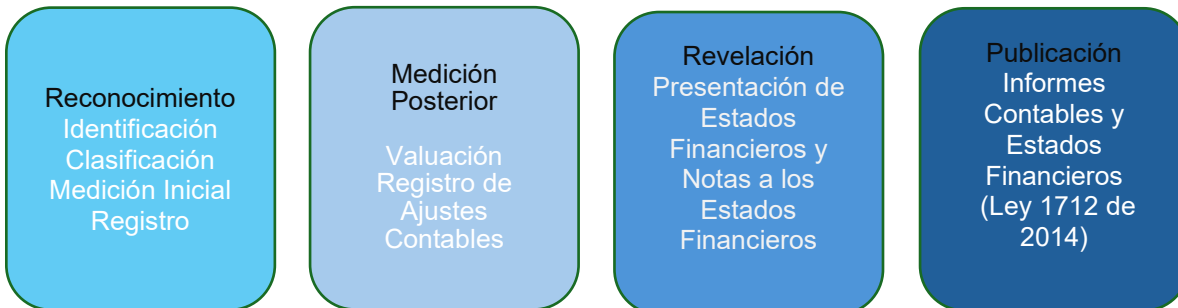 Reconocimiento
Identificación
Clasificación
Medición Inicial
Registro
Medición
Posterior
Valuación
Registro de
Ajustes
Contables
Revelación
Presentación de
Estados
Financieros y
Notas a los
Estados
Financieros
Publicación
Informes
Contables y
Estados
Financieros
(Ley 1712 de
2014)